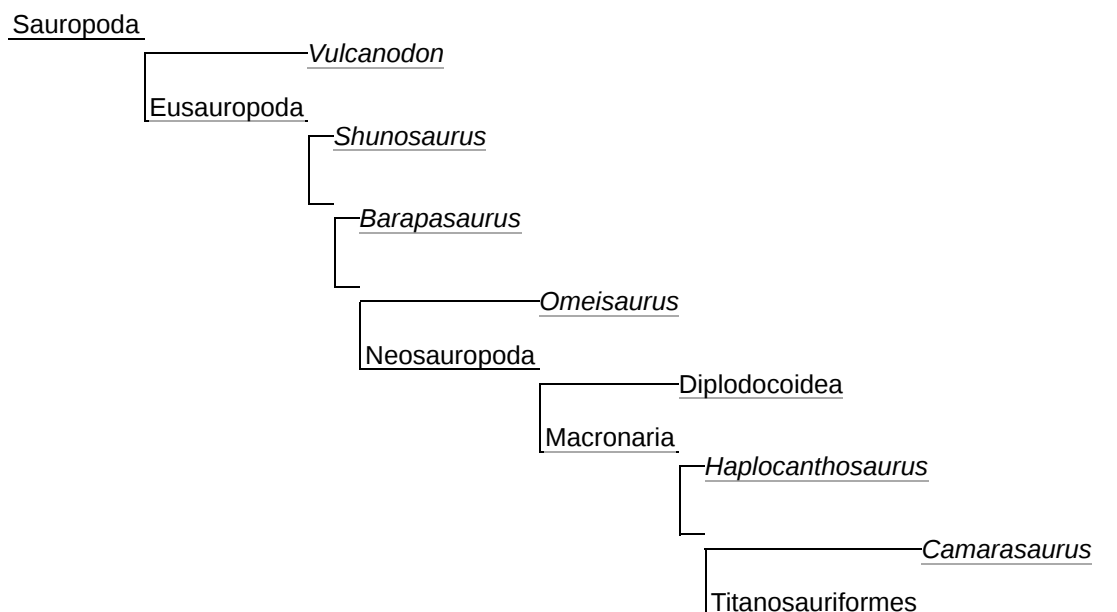 Sauropoda
Vulcanodon
Eusauropoda
Shunosaurus
Barapasaurus
Omeisaurus
Neosauropoda
Diplodocoidea
Macronaria
Haplocanthosaurus
Camarasaurus
Titanosauriformes